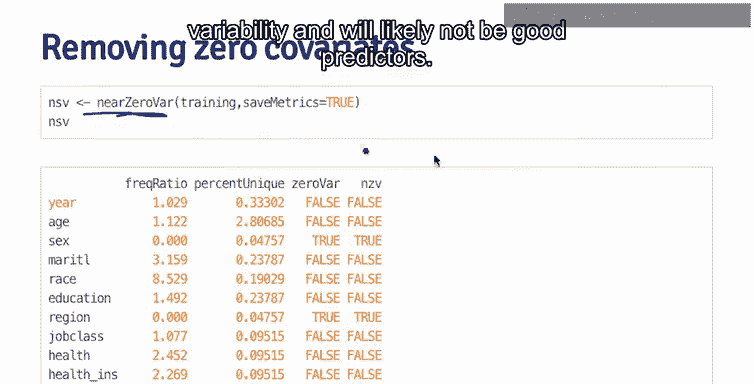 variability and will likely not be good
predictors.
Removing zero covariates
nsv <- nearZeroVar(training,saveMetrics=TRUE)
nsv
freqRatio percentUnique zeroVar nzv
year 1.029 0.33302 FALSE FALSE
age 1.122 2.80685 FALSE FALSE
sex 0.000 0.04757 TRUE TRUE
maritl 3.159 0.23787 FALSE FALSE
race 8.529 0.19029 FALSE FALSE
education 1.492 0.23787 FALSE FALSE
region 0.000 0.04757 TRUE TRUE
jobclass 1.077 0.09515 FALSE FALSE
health 2.452 0.09515 FALSE FALSE
health_ins 2.269 0.09515 FALSE FALSE